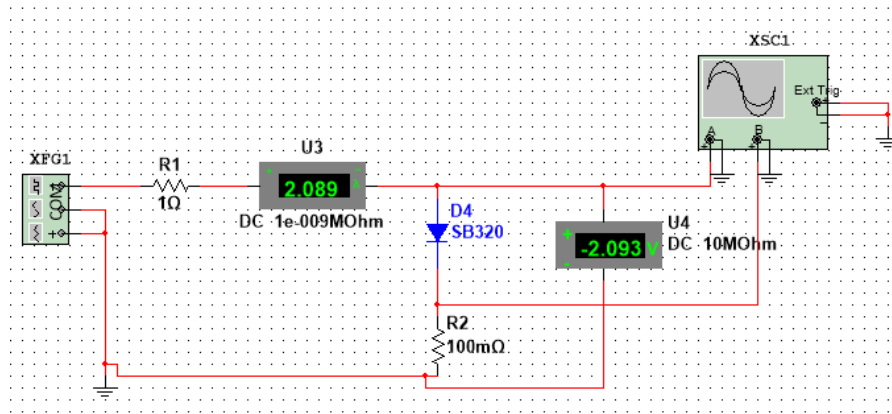 XSC1
Ext Trig
+
−
A
B
+
−
+
−
XFG1
COM
+
R1
1Ω
U3
+
-
2.089
A
DC 1e-009MOhm
D4
SB320
U4
+
-2.093 V
-
DC 10MOhm
R2
100mΩ